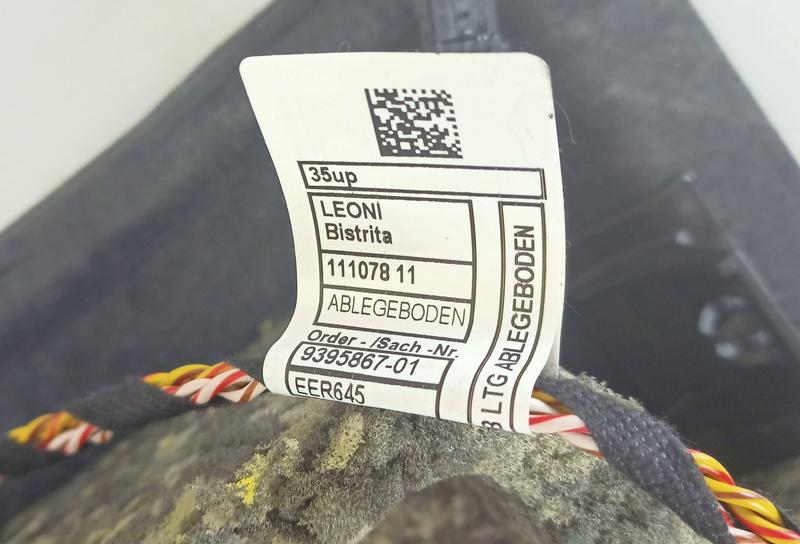 35up
LEONI
Bistrita
111078 11
ABLEGEBODEN
Order - /Sach -Nr.
9395867-01
EER645
LTG ABLEGEBODEN